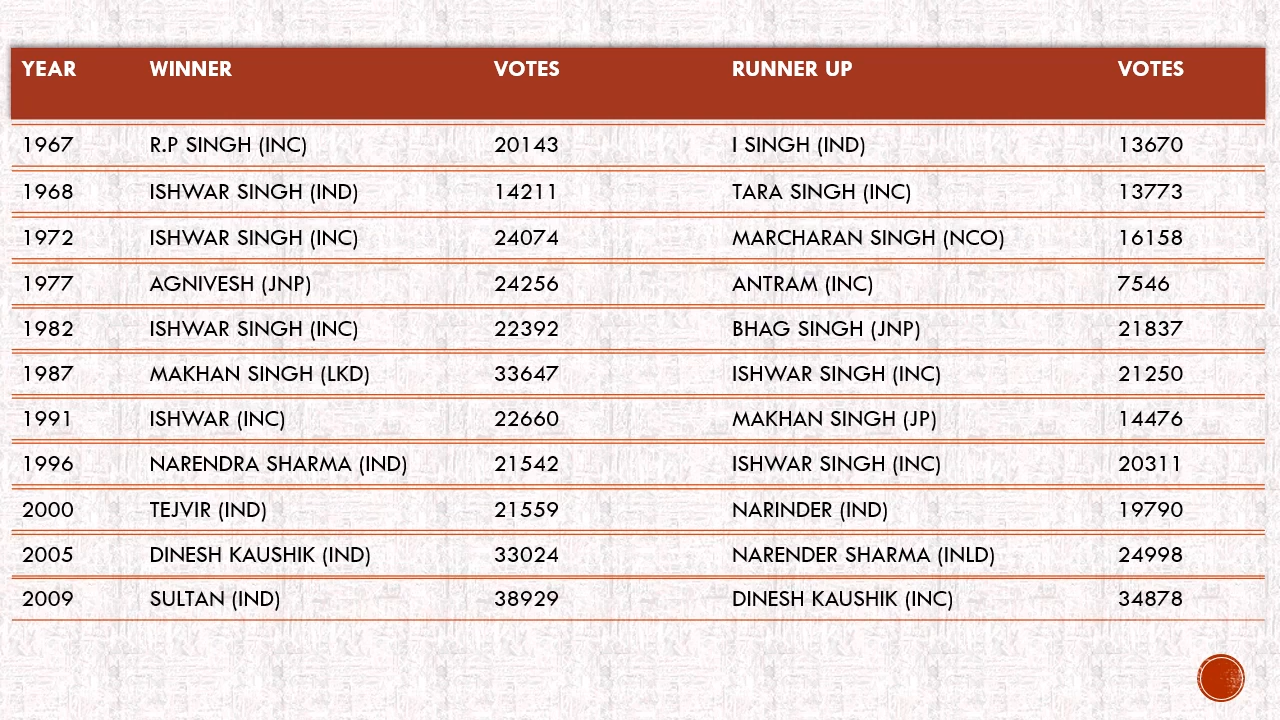 YEAR WINNER VOTES RUNNER UP VOTES
1967 R.P SINGH (INC) 20143 I SINGH (IND) 13670
1968 ISHWAR SINGH (IND) 14211 TARA SINGH (INC) 13773
1972 ISHWAR SINGH (INC) 24074 MARCHARAN SINGH (NCO) 16158
1977 AGNIVESH (JNP) 24256 ANTRAM (INC) 7546
1982 ISHWAR SINGH (INC) 22392 BHAG SINGH (JNP) 21837
1987 MAKHAN SINGH (LKD) 33647 ISHWAR SINGH (INC) 21250
1991 ISHWAR (INC) 22660 MAKHAN SINGH (JP) 14476
1996 NARENDRA SHARMA (IND) 21542 ISHWAR SINGH (INC) 20311
2000 TEJVIR (IND) 21559 NARINDER (IND) 19790
2005 DINESH KAUSHIK (IND) 33024 NARENDER SHARMA (INLD) 24998
2009 SULTAN (IND) 38929 DINESH KAUSHIK (INC) 34878